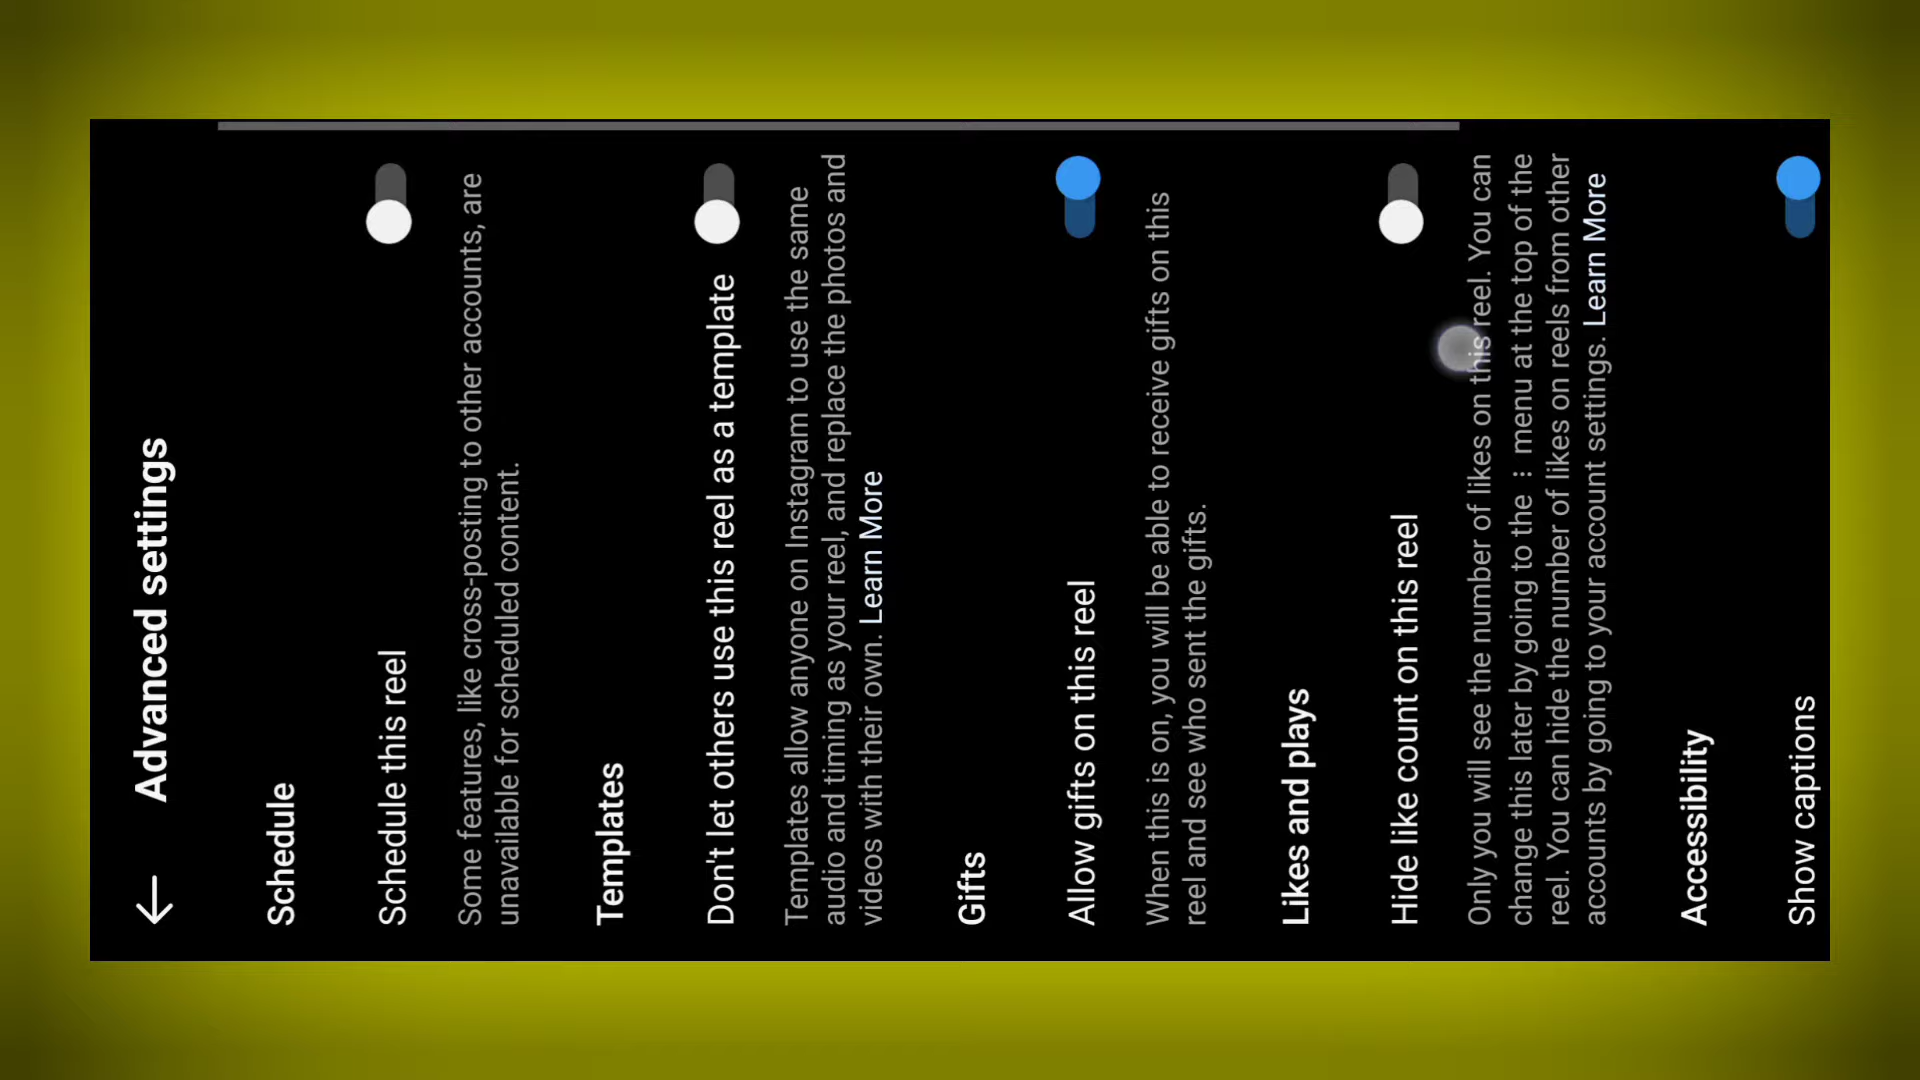 Advanced settings
Schedule
Schedule this reel
Some features, like cross-posting to other accounts, are
unavailable for scheduled content.
Templates
Don't let others use this reel as a template
Templates allow anyone on Instagram to use the same
audio and timing as your reel, and replace the photos and
videos with their own. Learn More
Gifts
Allow gifts on this reel
When this is on, you will be able to receive gifts on this
reel and see who sent the gifts.
Likes and plays
Hide like count on this reel
Only you will see the number of likes on this reel. You can
change this later by going to the ⋮ menu at the top of the
reel. You can hide the number of likes on reels from other
accounts by going to your account settings. Learn More
Accessibility
Show captions